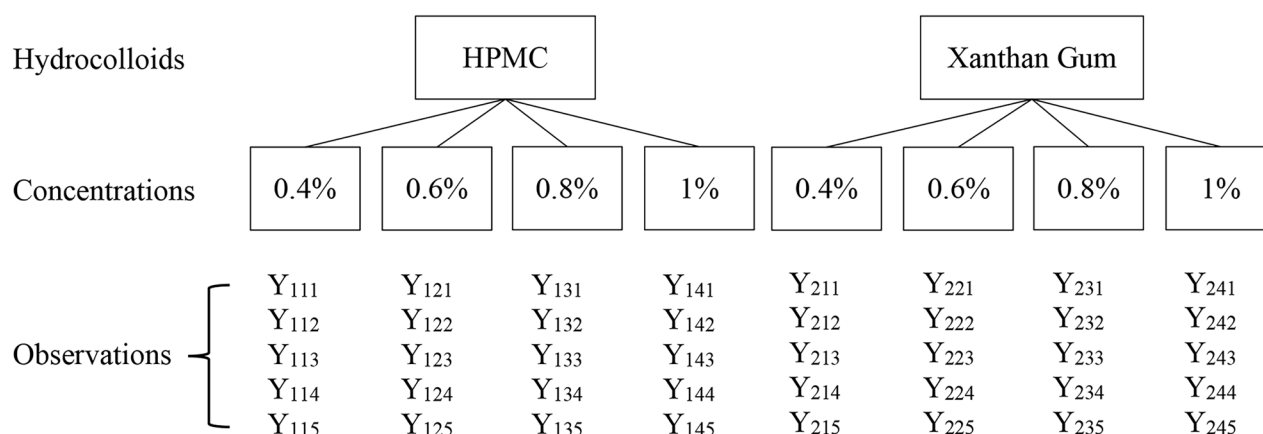 Hydrocolloids HPMC Xanthan Gum
Concentrations 0.4% 0.6% 0.8% 1% 0.4% 0.6% 0.8% 1%
Y₁₁₁ Y₁₂₁ Y₁₃₁ Y₁₄₁ Y₂₁₁ Y₂₂₁ Y₂₃₁ Y₂₄₁
Y₁₁₂ Y₁₂₂ Y₁₃₂ Y₁₄₂ Y₂₁₂ Y₂₂₂ Y₂₃₂ Y₂₄₂
Observations Y₁₁₃ Y₁₂₃ Y₁₃₃ Y₁₄₃ Y₂₁₃ Y₂₂₃ Y₂₃₃ Y₂₄₃
Y₁₁₄ Y₁₂₄ Y₁₃₄ Y₁₄₄ Y₂₁₄ Y₂₂₄ Y₂₃₄ Y₂₄₄
Y₁₁₅ Y₁₂₅ Y₁₃₅ Y₁₄₅ Y₂₁₅ Y₂₂₅ Y₂₃₅ Y₂₄₅